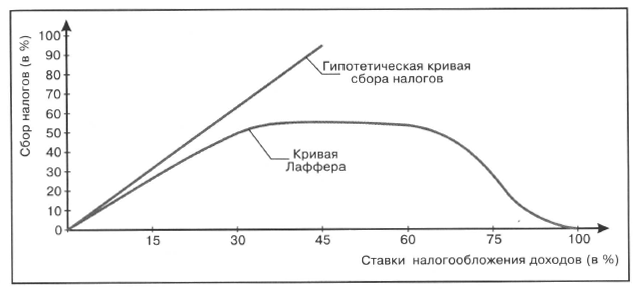 Сбор налогов (в %)
100
90
80
70
60
50
40
30
20
10
0
Гипотетическая кривая
сбора налогов
Кривая
Лаффера
15
30
45
60
75
100
Ставки налогообложения доходов (в %)